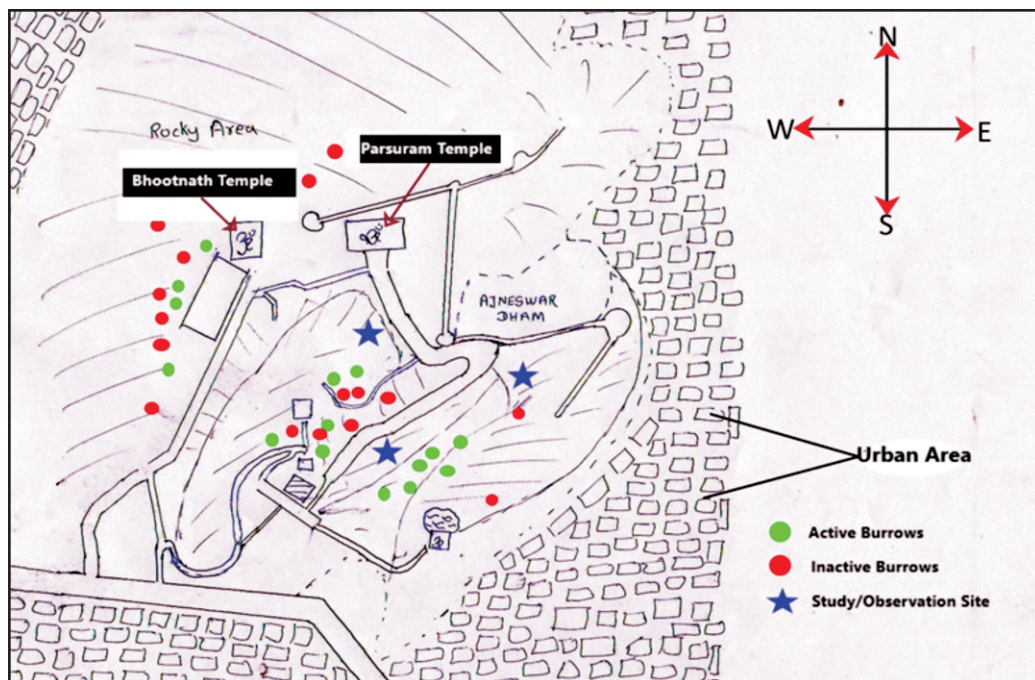 N
W
E
S
Rocky Area
Parsuram Temple
Bhootnath Temple
AJNESWAR
DHAM
Urban Area
Active Burrows
Inactive Burrows
Study/Observation Site